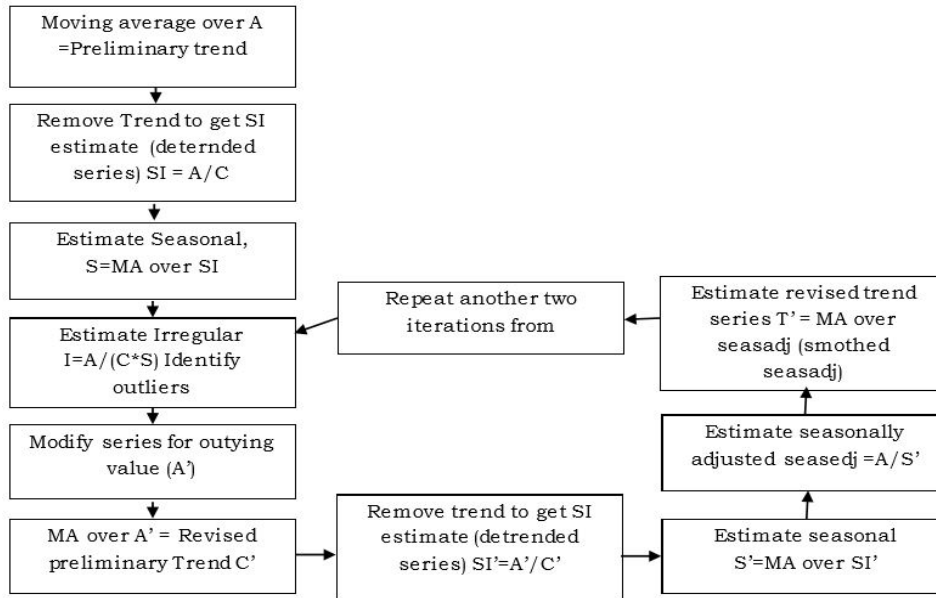 Moving average over A
=Preliminary trend
Remove Trend to get SI
estimate (deternded
series) SI = A/C
Estimate Seasonal,
S=MA over SI
Estimate Irregular
I=A/(C*S) Identify
outliers
Modify series for outying
value (A')
MA over A' = Revised
preliminary Trend C'
Remove trend to get SI
estimate (detrended
series) SI'=A'/C'
Estimate seasonal
S'=MA over SI'
Estimate seasonally
adjusted seasedj =A/S'
Estimate revised trend
series T' = MA over
seasadj (smothed
seasadj)
Repeat another two
iterations from